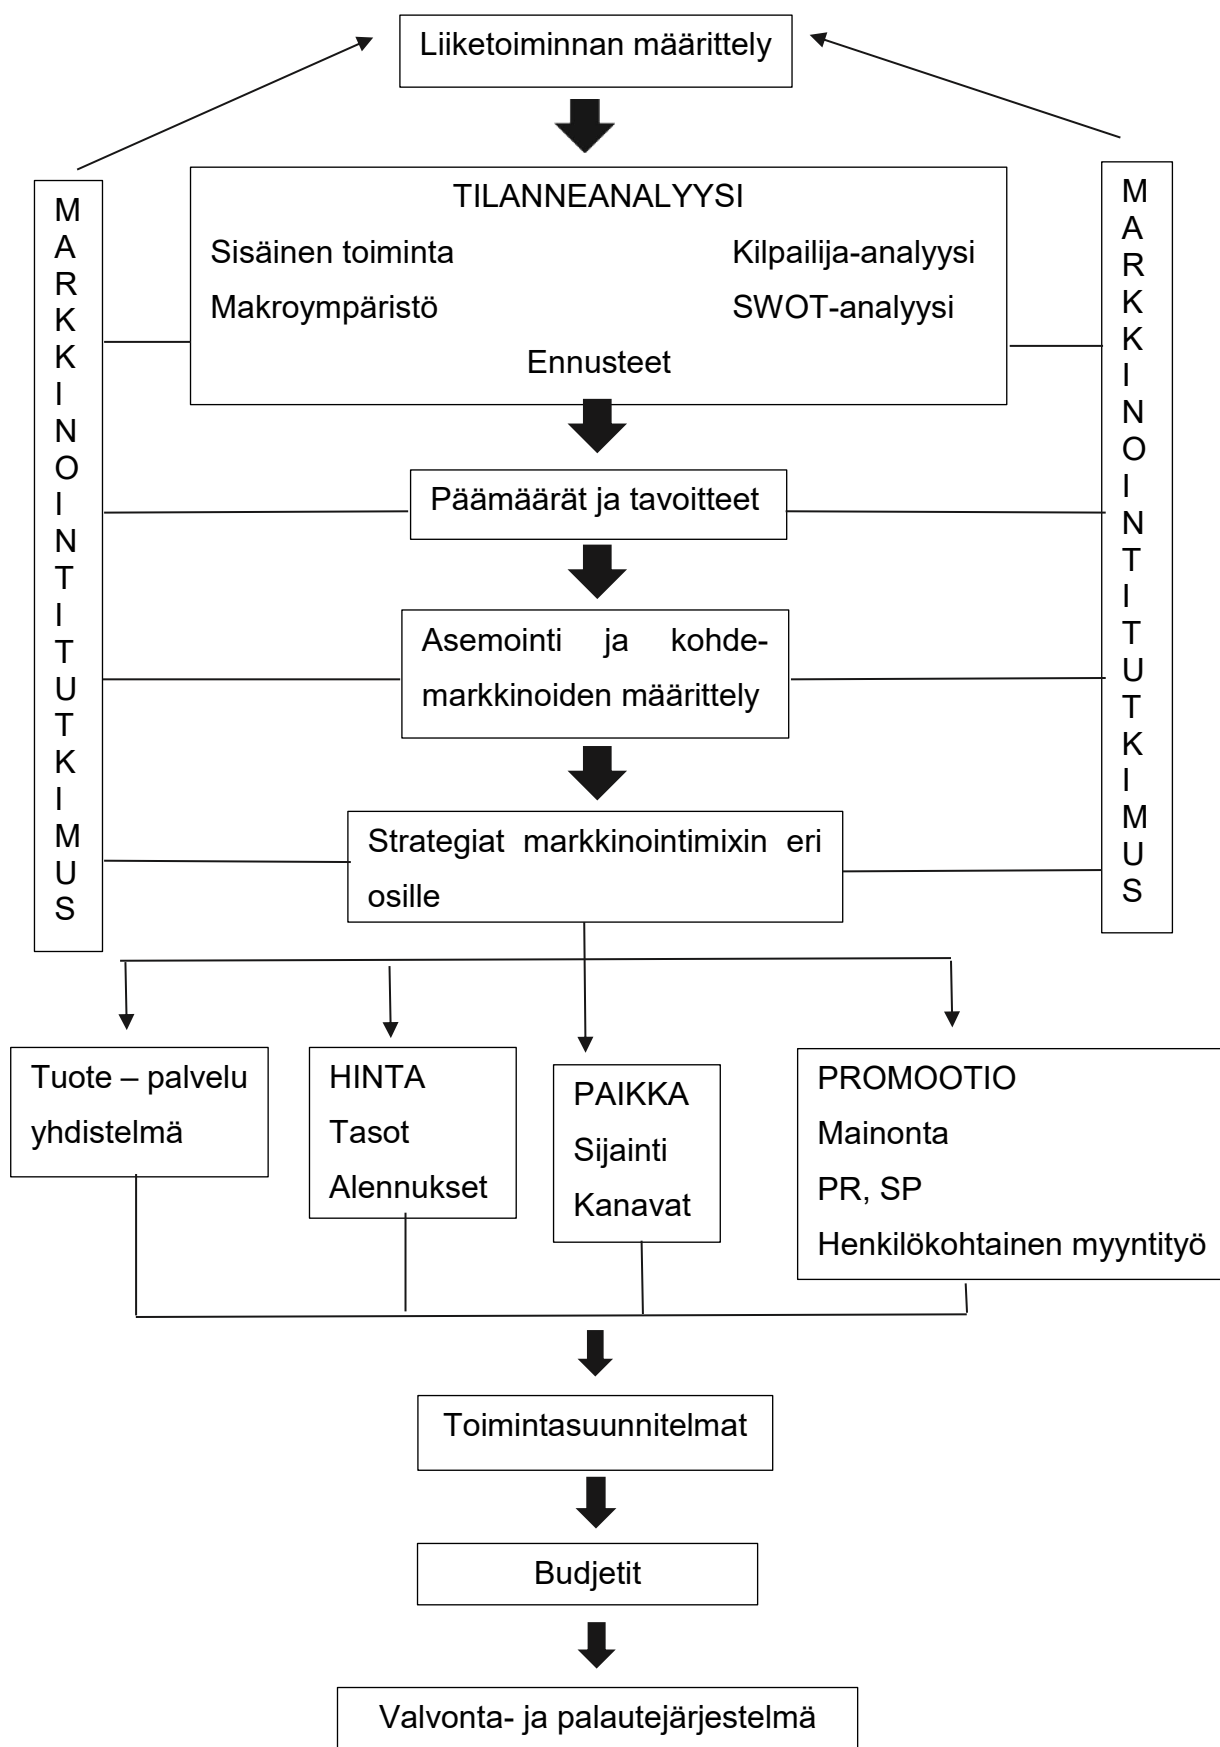 Liiketoiminnan määrittely
MARKKINOINTITUTKIMUS
TILANNEANALYYSI
Sisäinen toiminta Kilpailija-analyysi
Makroympäristö SWOT-analyysi
Ennusteet
MARKKINOINTITUTKIMUS
Päämäärät ja tavoitteet
Asemointi ja kohde-
markkinoiden määrittely
Strategiat markkinointimixin eri
osille
Tuote – palvelu
yhdistelmä
HINTA
Tasot
Alennukset
PAIKKA
Sijainti
Kanavat
PROMOOTIO
Mainonta
PR, SP
Henkilökohtainen myyntityö
Toimintasuunnitelmat
Budjetit
Valvonta- ja palautejärjestelmä